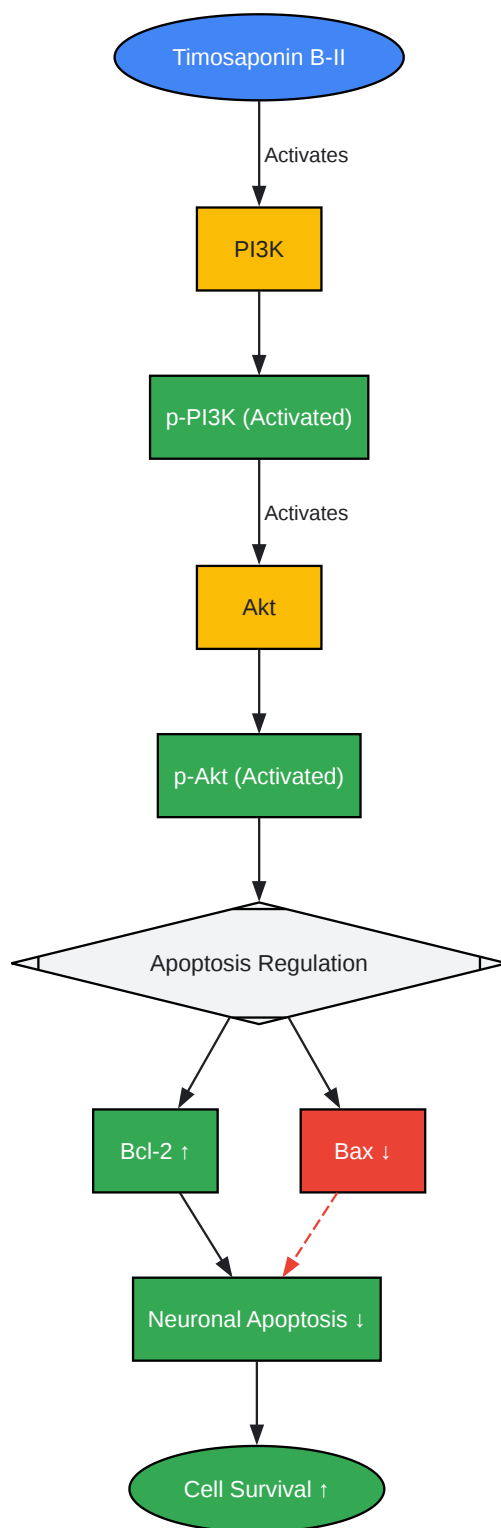 Timosaponin B-II
Activates
PI3K
p-PI3K (Activated)
Activates
Akt
p-Akt (Activated)
Apoptosis Regulation
Bcl-2 ↑
Bax ↓
Neuronal Apoptosis ↓
Cell Survival ↑